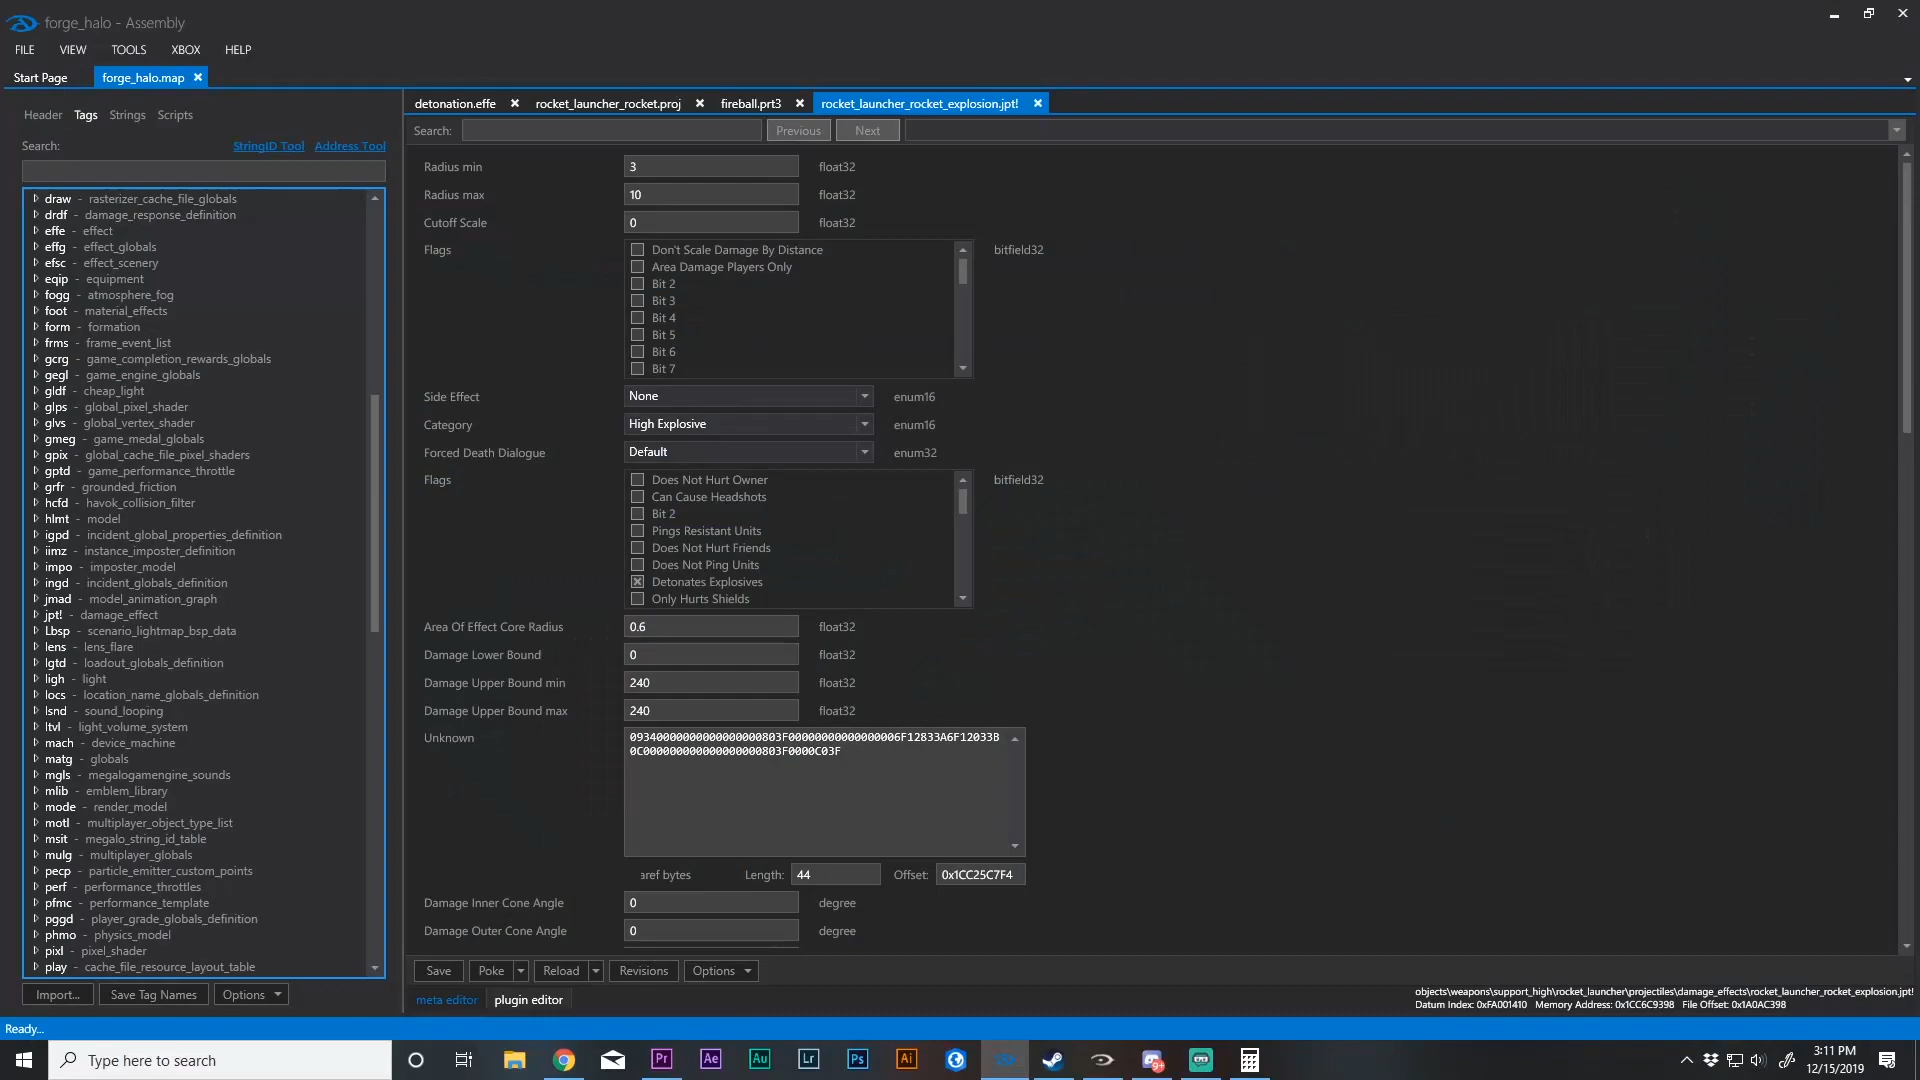 forge_halo - Assembly
FILE VIEW TOOLS XBOX HELP
Start Page forge_halo.map
Header Tags Strings Scripts
Search: StringID Tool Address Tool
draw - rasterizer_cache_file_globals
drdf - damage_response_definition
effe - effect
effg - effect_globals
efsc - effect_scenery
eqip - equipment
fogg - atmosphere_fog
foot - material_effects
form - formation
frms - frame_event_list
gcrg - game_completion_rewards_globals
gegl - game_engine_globals
gldf - cheap_light
glps - global_pixel_shader
glvs - global_vertex_shader
gmeg - game_medal_globals
gpix - global_cache_file_pixel_shaders
gptd - game_performance_throttle
grfr - grounded_friction
hcfd - havok_collision_filter
hlmt - model
igpd - incident_global_properties_definition
iimz - instance_imposter_definition
impo - imposter_model
ingd - incident_globals_definition
jmad - model_animation_graph
jpt! - damage_effect
Lbsp - scenario_lightmap_bsp_data
lens - lens_flare
lgtd - loadout_globals_definition
ligh - light
locs - location_name_globals_definition
lsnd - sound_looping
ltvl - light_volume_system
mach - device_machine
matg - globals
mgls - megalogamengine_sounds
mlib - emblem_library
mode - render_model
motl - multiplayer_object_type_list
msit - megalo_string_id_table
mulg - multiplayer_globals
pecp - particle_emitter_custom_points
perf - performance_throttles
pfmc - performance_template
pggd - player_grade_globals_definition
phmo - physics_model
pixl - pixel_shader
play - cache_file_resource_layout_table
Import... Save Tag Names Options
detonation.effe rocket_launcher_rocket.proj fireball.prt3 rocket_launcher_rocket_explosion.jpt!
Search: Previous Next
Radius min 3 float32
Radius max 10 float32
Cutoff Scale 0 float32
Flags Don't Scale Damage By Distance bitfield32
Area Damage Players Only
Bit 2
Bit 3
Bit 4
Bit 5
Bit 6
Bit 7
Side Effect None enum16
Category High Explosive enum16
Forced Death Dialogue Default enum32
Flags Does Not Hurt Owner bitfield32
Can Cause Headshots
Bit 2
Pings Resistant Units
Does Not Hurt Friends
Does Not Ping Units
Detonates Explosives
Only Hurts Shields
Area Of Effect Core Radius 0.6 float32
Damage Lower Bound 0 float32
Damage Upper Bound min 240 float32
Damage Upper Bound max 240 float32
Unknown
aref bytes Length: 44 Offset: 0x1CC25C7F4
Damage Inner Cone Angle 0 degree
Damage Outer Cone Angle 0 degree
Save Poke Reload Revisions Options
meta editor plugin editor
objects\weapons\support_high\rocket_launcher\projectiles\damage_effects\rocket_launcher_rocket_explosion.jpt!
Datum Index: 0xFA001410 Memory Address: 0x1CC6C9398 File Offset: 0x1A0AC398
Ready...
Type here to search
Pr Ae Au Lr Ps Ai
9+
3:11 PM
12/15/2019